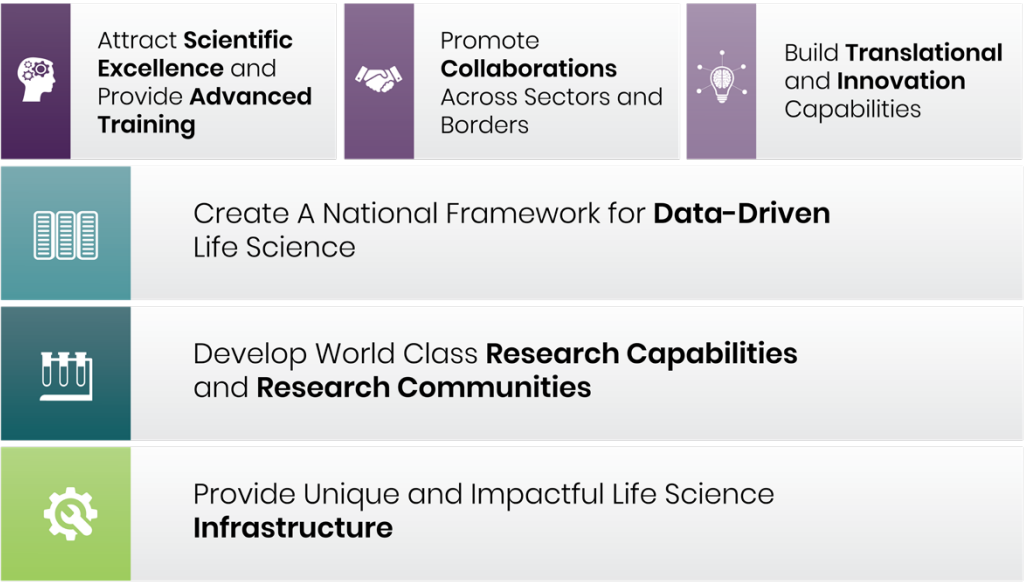 Attract Scientific
Excellence and
Provide Advanced
Training
Promote
Collaborations
Across Sectors and
Borders
Build Translational
and Innovation
Capabilities
Create A National Framework for Data-Driven
Life Science
Develop World Class Research Capabilities
and Research Communities
Provide Unique and Impactful Life Science
Infrastructure